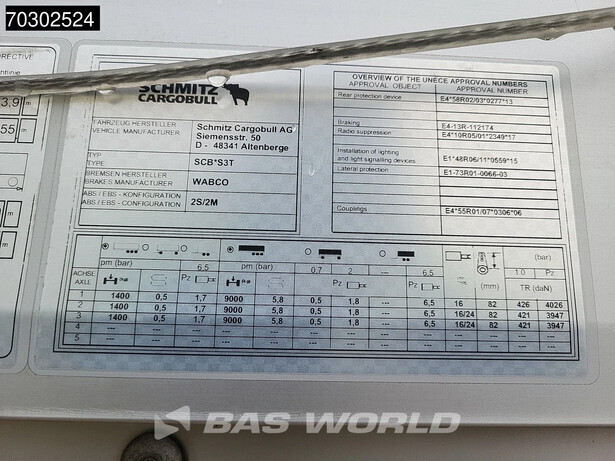 70302524
DIRECTIVE
SCHMITZ
CARGOBULL
FAHRZEUG HERSTELLER
VEHICLE MANUFACTURER
Schmitz Cargobull AG
Siemensstr. 50
D - 48341 Altenberge
TYP
TYPE
SCB*S3T
BREMSEN HERSTELLER
BRAKES MANUFACTURER
WABCO
ABS / EBS - KONFIGURATION
ABS / EBS - CONFIGURATION
2S/2M
OVERVIEW OF THE UNECE APPROVAL NUMBERS
APPROVAL OBJECT APPROVAL NUMBER
Rear protection device E4*58R02/03*0277*13
Braking E4-13R-112174
Radio suppression E4*10R05/01*2349*17
Installation of lighting
and light signalling devices E1*48R06/11*0559*15
Lateral protection E1-73R01-0066-03
Couplings E4*55R01/07*0306*06
pm (bar) 6.5 pm (bar) 0.7 2 --- 6.5 (bar)
ACHSE
AXLE
Pz Pz Pz 1.0 Pz
TR (daN)
1 1400 0,5 1,7 9000 5,8 0,5 1,8 --- 6,5 16 82 426 4026
2 1400 0,5 1,7 9000 5,8 0,5 1,8 --- 6,5 16/24 82 421 3947
3 1400 0,5 1,7 9000 5,8 0,5 1,8 --- 6,5 16/24 82 421 3947
4 --- --- --- --- --- --- --- --- --- --- --- --- ---
5 --- --- --- --- --- --- --- --- --- --- --- --- ---
BAS WORLD